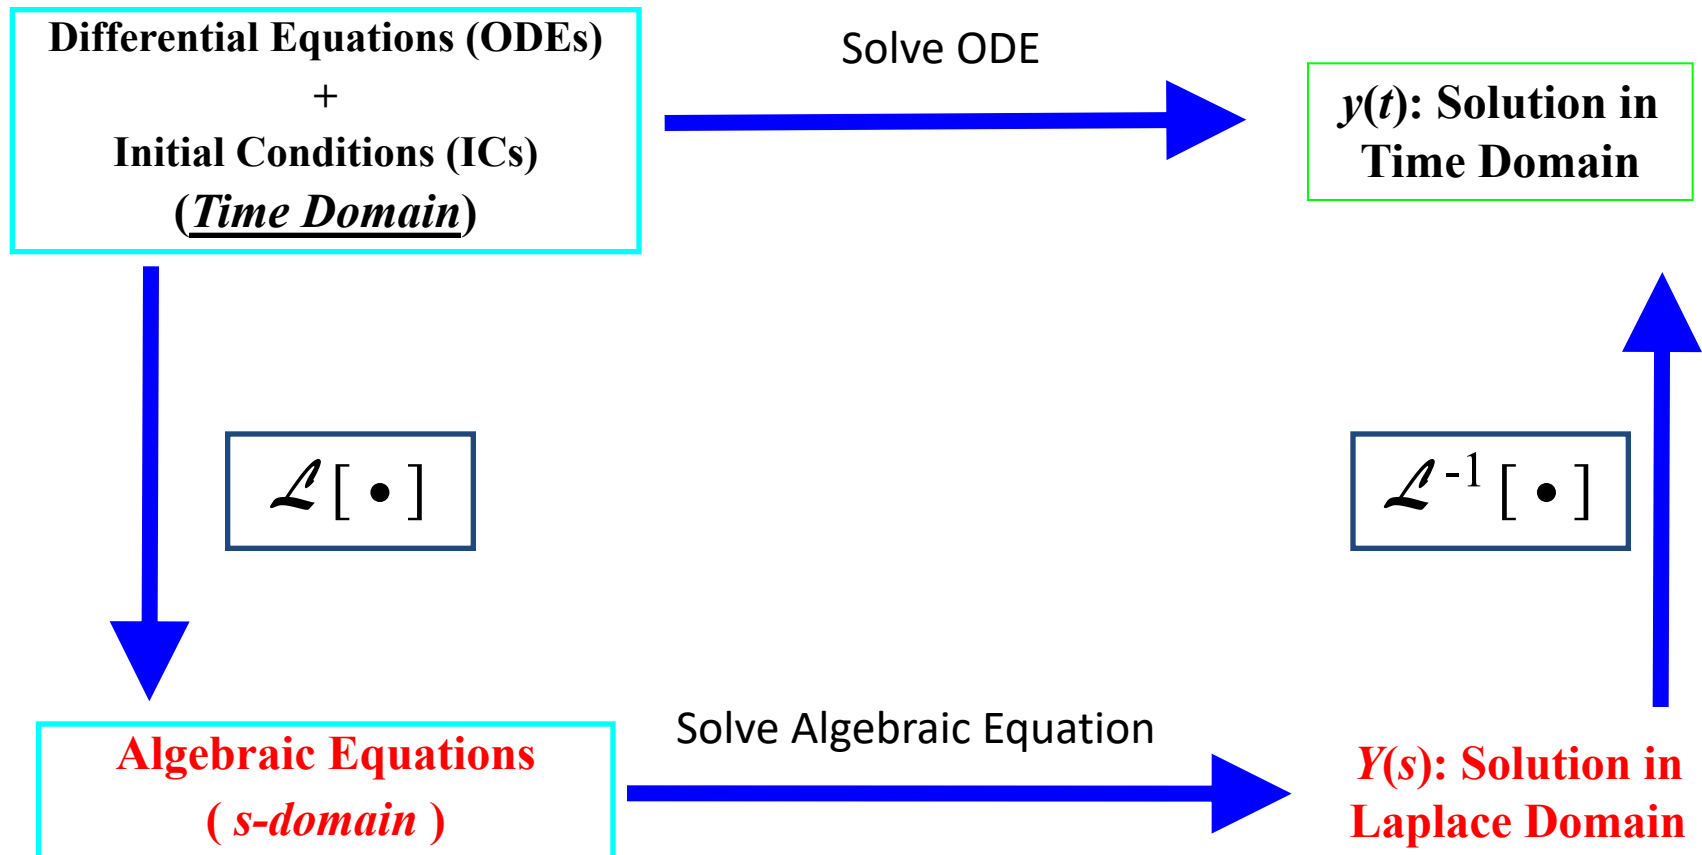 Differential Equations (ODEs)
+
Initial Conditions (ICs)
(Time Domain)
Solve ODE
y(t): Solution in
Time Domain
ℒ [ • ]
ℒ⁻¹ [ • ]
Algebraic Equations
( s-domain )
Solve Algebraic Equation
Y(s): Solution in
Laplace Domain